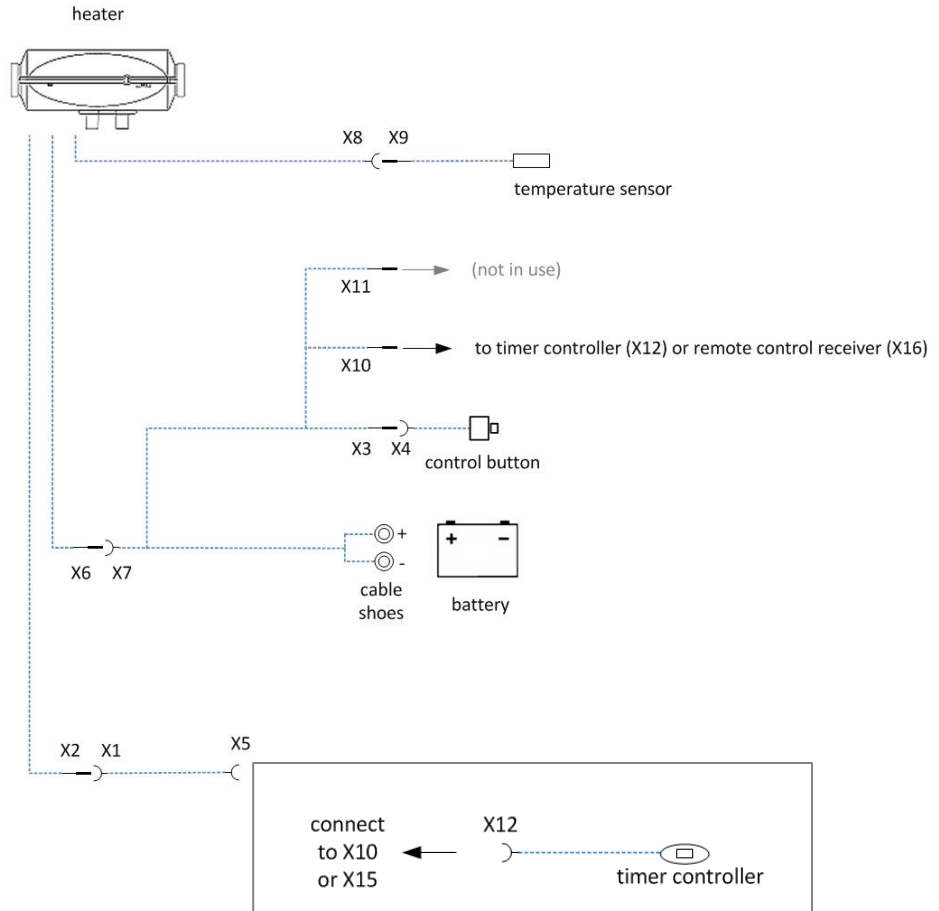 heater
X8 X9
temperature sensor
(not in use)
X11
to timer controller (X12) or remote control receiver (X16)
X10
X3 X4
control button
+
-
+ −
X6 X7
cable
shoes
battery
X2 X1
X5
connect
to X10
or X15
X12
timer controller